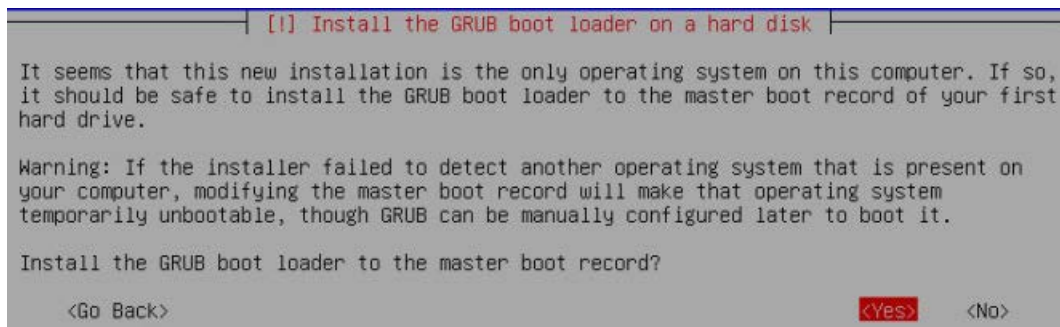 [!] Install the GRUB boot loader on a hard disk
It seems that this new installation is the only operating system on this computer. If so,
it should be safe to install the GRUB boot loader to the master boot record of your first
hard drive.
Warning: If the installer failed to detect another operating system that is present on
your computer, modifying the master boot record will make that operating system
temporarily unbootable, though GRUB can be manually configured later to boot it.
Install the GRUB boot loader to the master boot record?
<Go Back> <Yes> <No>